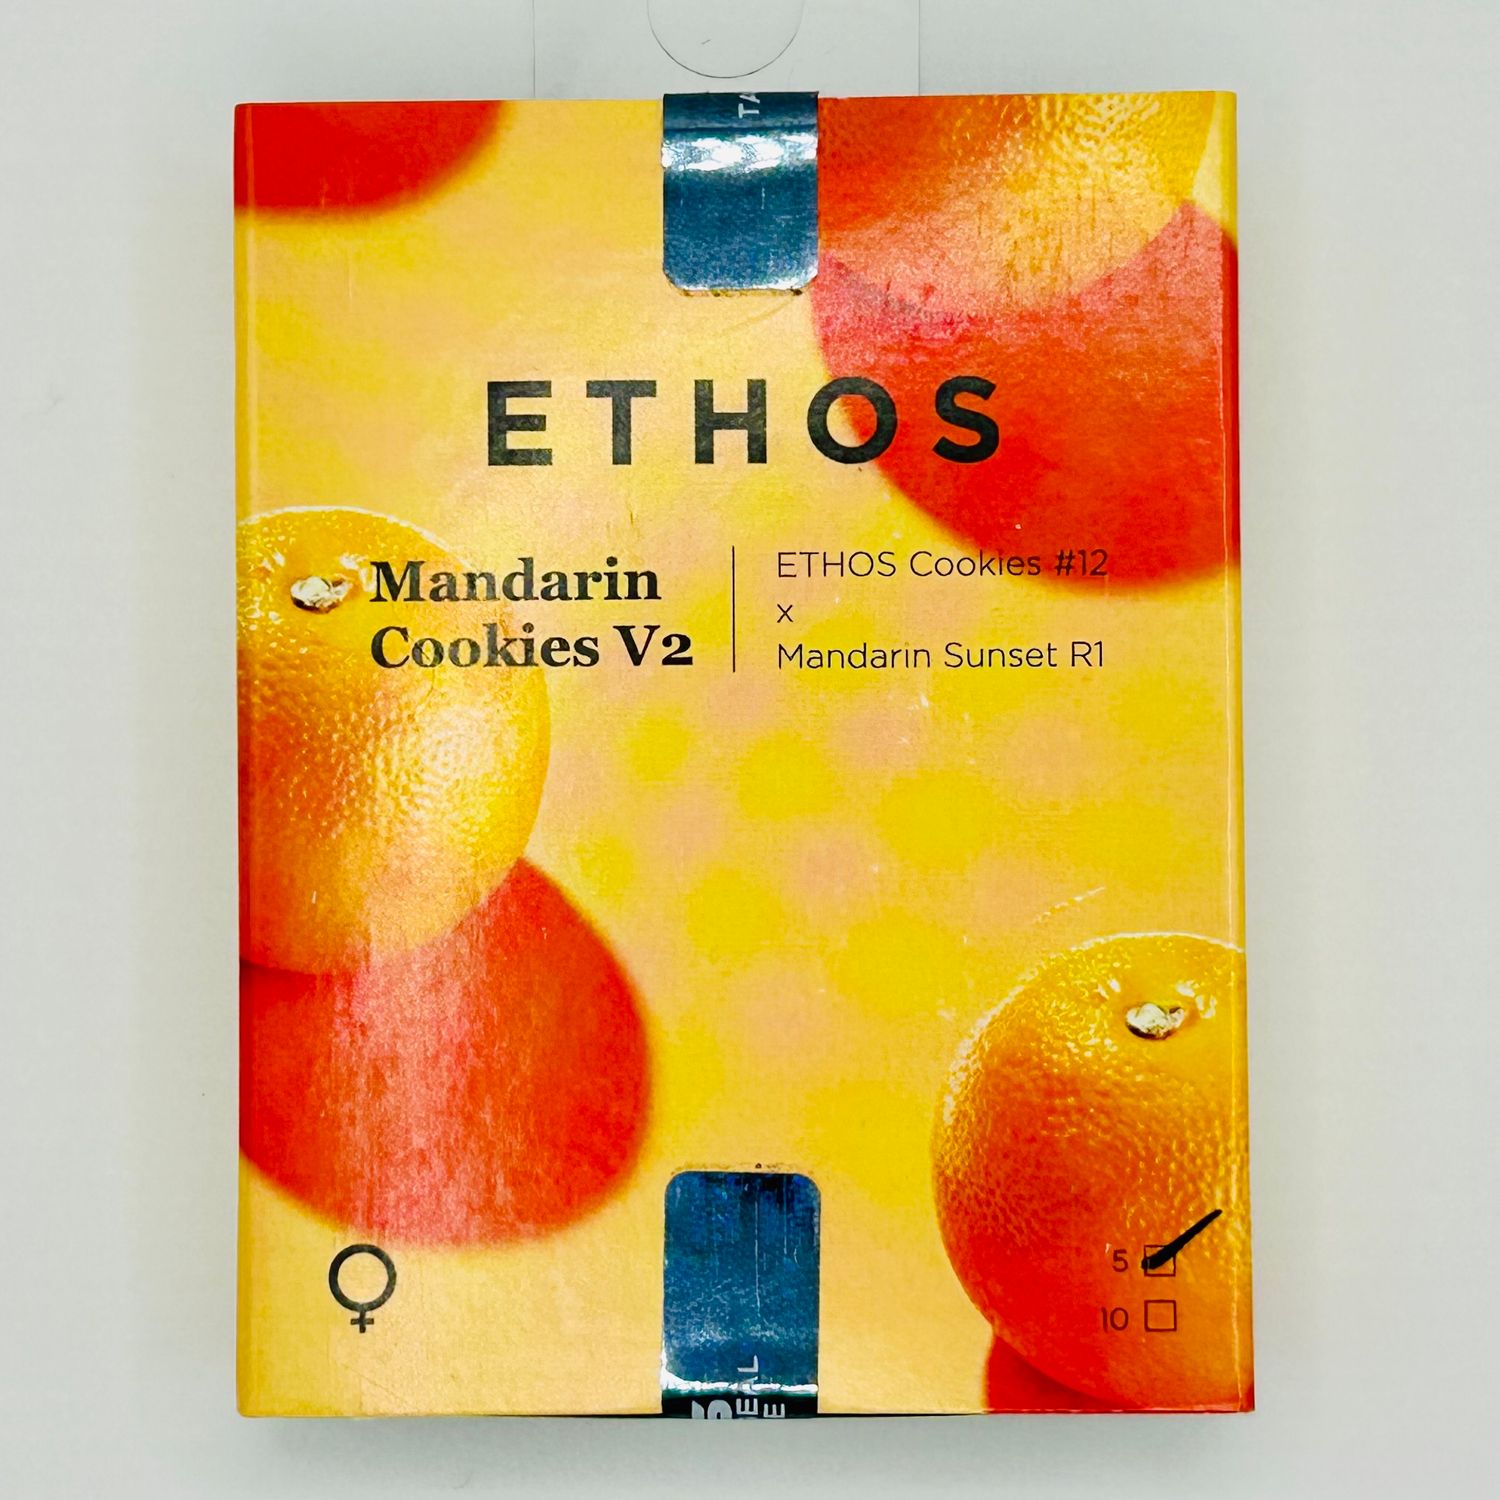 ETHOS
Mandarin
Cookies V2
ETHOS Cookies #12
x
Mandarin Sunset R1
5
10